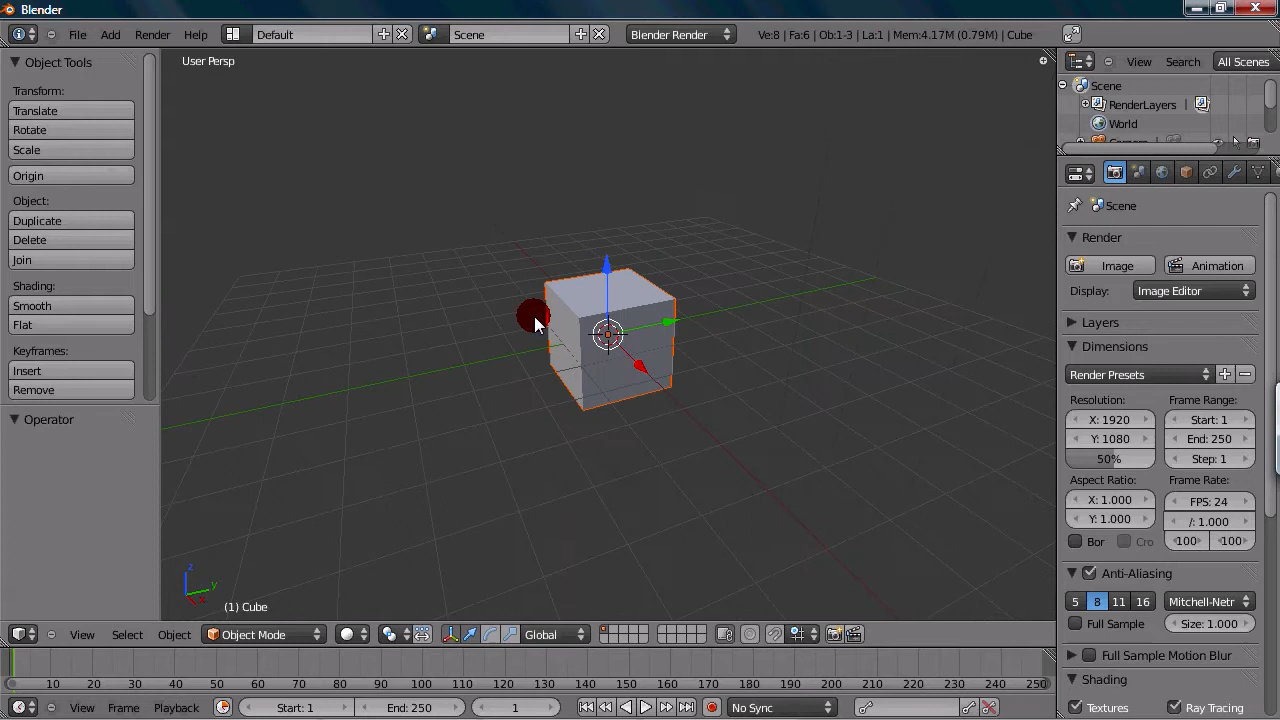 Blender
File Add Render Help Default Scene Blender Render Ve:8 | Fa:6 | Ob:1-3 | La:1 | Mem:4.17M (0.79M) | Cube
Object Tools
Transform:
Translate
Rotate
Scale
Origin
Object:
Duplicate
Delete
Join
Shading:
Smooth
Flat
Keyframes:
Insert
Remove
Operator
User Persp
z
y
x
(1) Cube
View Select Object Object Mode Global
View Search All Scenes
Scene
RenderLayers
World
Scene
Render
Image Animation
Display: Image Editor
Layers
Dimensions
Render Presets
Resolution: Frame Range:
X: 1920 Start: 1
Y: 1080 End: 250
50% Step: 1
Aspect Ratio: Frame Rate:
X: 1.000 FPS: 24
Y: 1.000 /: 1.000
Bor Cro 100 100
Anti-Aliasing
5 8 11 16 Mitchell-Netr
Full Sample Size: 1.000
Full Sample Motion Blur
Shading
Textures Ray Tracing
0 10 20 30 40 50 60 70 80 90 100 110 120 130 140 150 160 170 180 190 200 210 220 230 240 250
View Frame Playback Start: 1 End: 250 1 No Sync